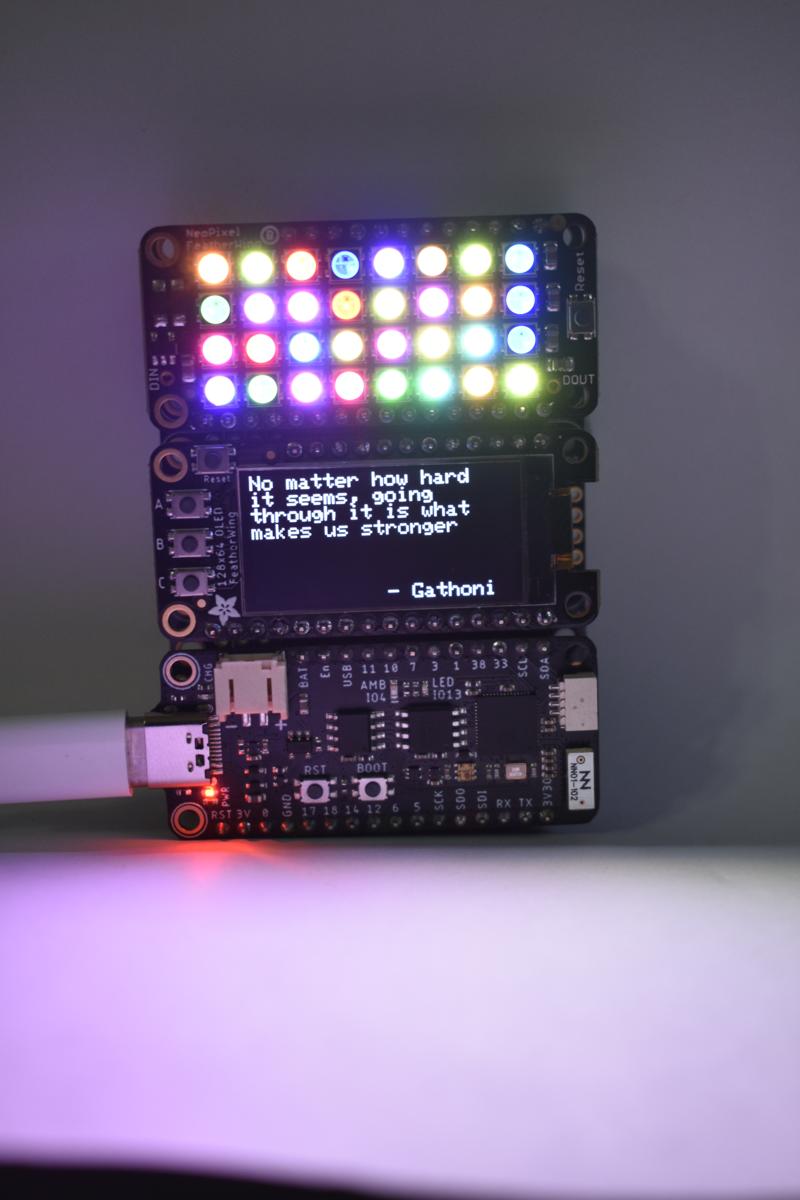 NeoPixel
FeatherWing
Reset
DIN
DOUT
Reset
A
B
C
128x64 OLED
FeatherWing
No matter how hard
it seems, going
through it is what
makes us stronger
- Gathoni
CHG
BAT
En
USB
11 10 7 3 1 38 33
SCL
SDA
AMB
IO4
LED
IO13
- +
RST
BOOT
PWR
RST 3V 0 GND 17 18 14 12 6 5 SCK SDO SDI RX TX 3V3O
NN01-102